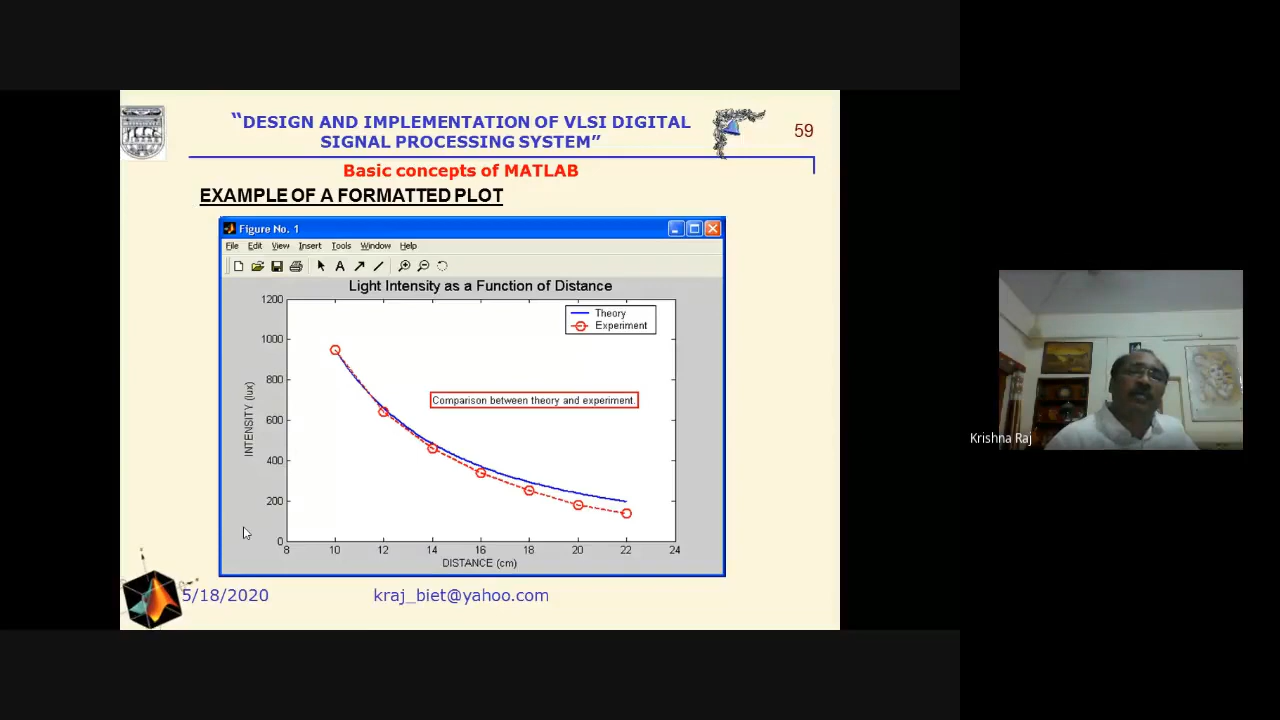 “DESIGN AND IMPLEMENTATION OF VLSI DIGITAL
SIGNAL PROCESSING SYSTEM”
59
Basic concepts of MATLAB
EXAMPLE OF A FORMATTED PLOT
Figure No. 1
File Edit View Insert Tools Window Help
A
Light Intensity as a Function of Distance
1200
1000
800
600
400
200
0
INTENSITY (lux)
Theory
Experiment
Comparison between theory and experiment.
8 10 12 14 16 18 20 22 24
DISTANCE (cm)
5/18/2020 kraj_biet@yahoo.com
Krishna Raj